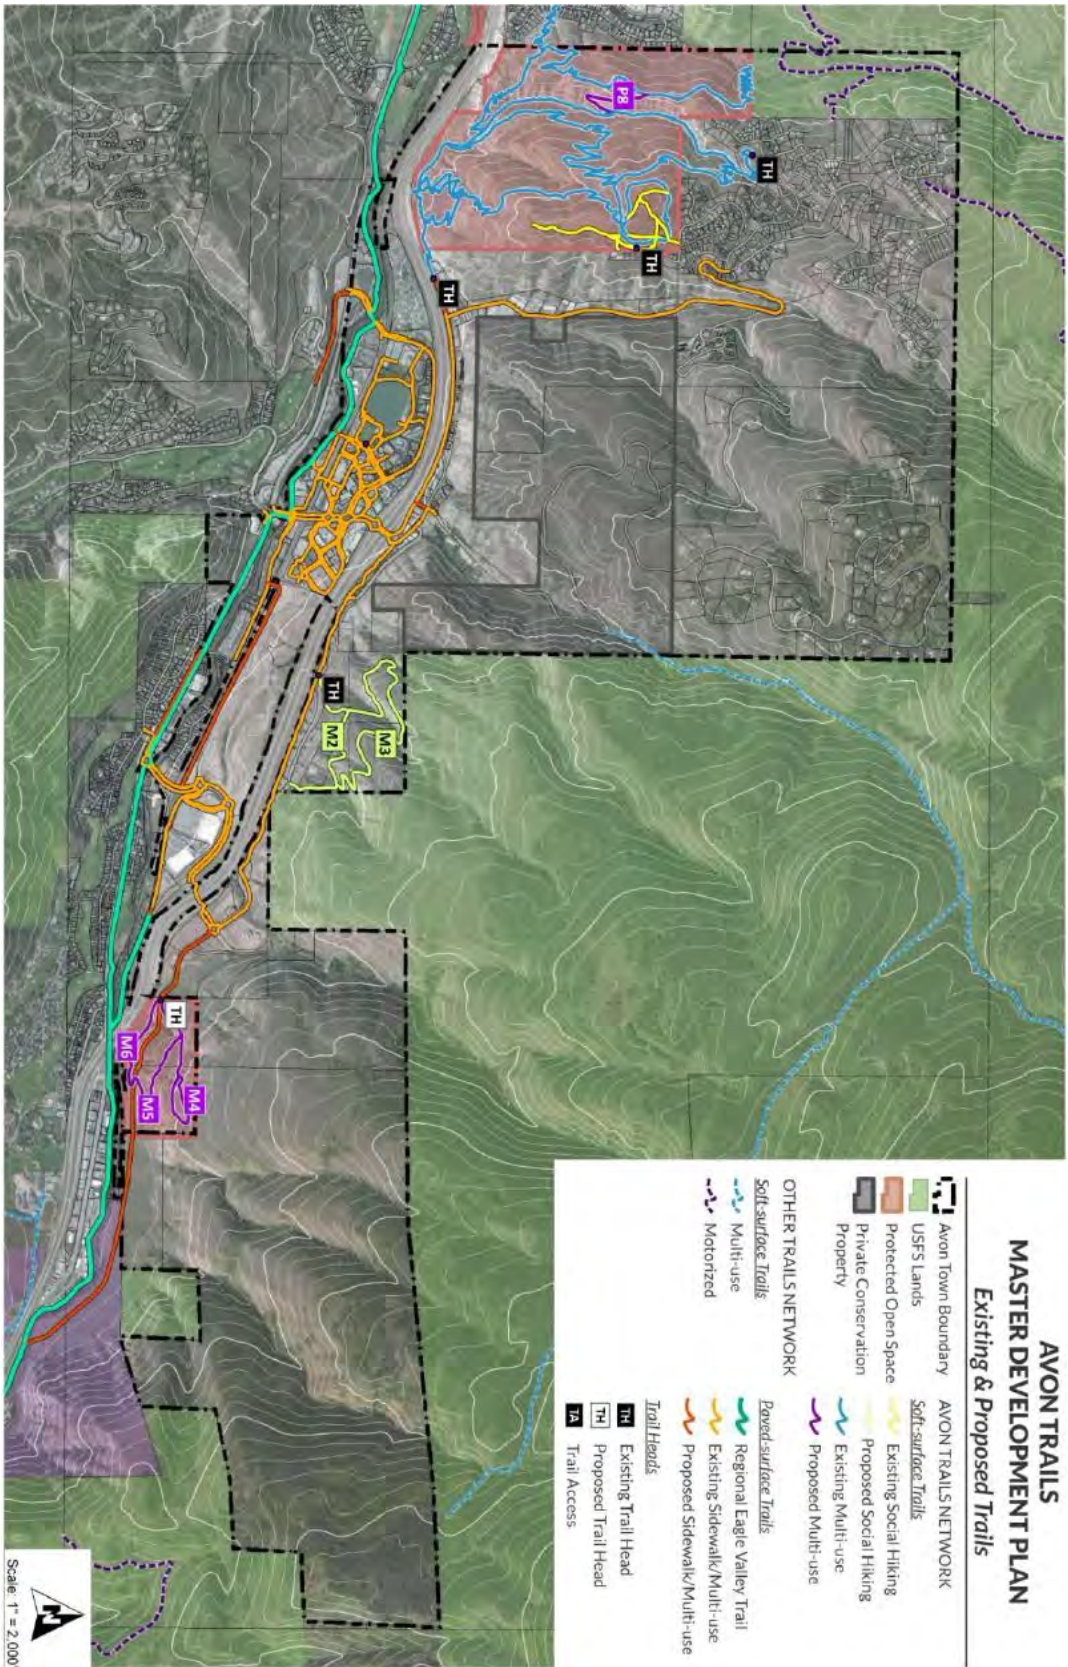 AVON TRAILS
MASTER DEVELOPMENT PLAN
Existing & Proposed Trails
Avon Town Boundary
USFS Lands
Protected Open Space
Private Conservation
Property
OTHER TRAILS NETWORK
Soft-surface Trails
Multi-use
Motorized
AVON TRAILS NETWORK
Soft-surface Trails
Existing Social Hiking
Proposed Social Hiking
Existing Multi-use
Proposed Multi-use
Paved-surface Trails
Regional Eagle Valley Trail
Existing Sidewalk/Multi-use
Proposed Sidewalk/Multi-use
Trail Heads
TH Existing Trail Head
TH Proposed Trail Head
TA Trail Access
P8
TH
TH
TH
TH
M2
M3
TH
M6
M5
M4
N
Scale: 1" = 2,000'